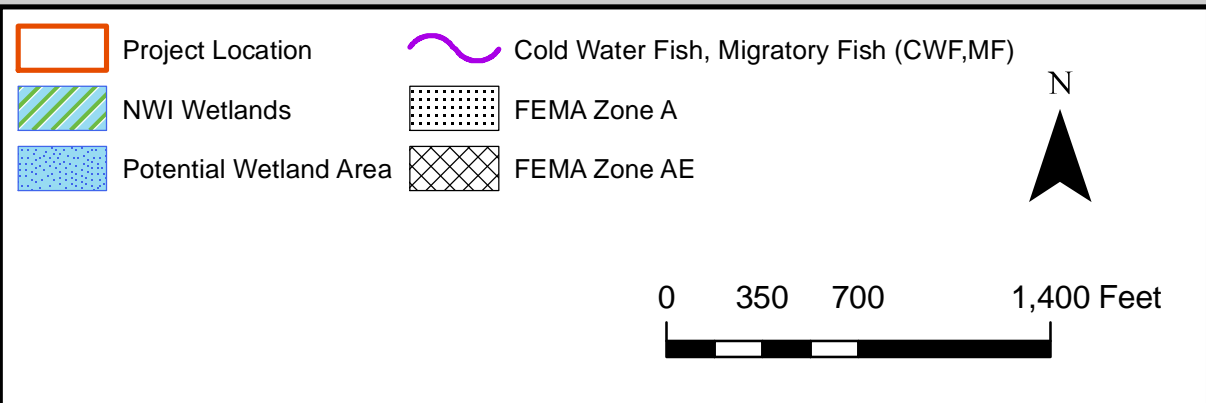 Project Location
NWI Wetlands
Potential Wetland Area
Cold Water Fish, Migratory Fish (CWF,MF)
FEMA Zone A
FEMA Zone AE
N
0 350 700 1,400 Feet